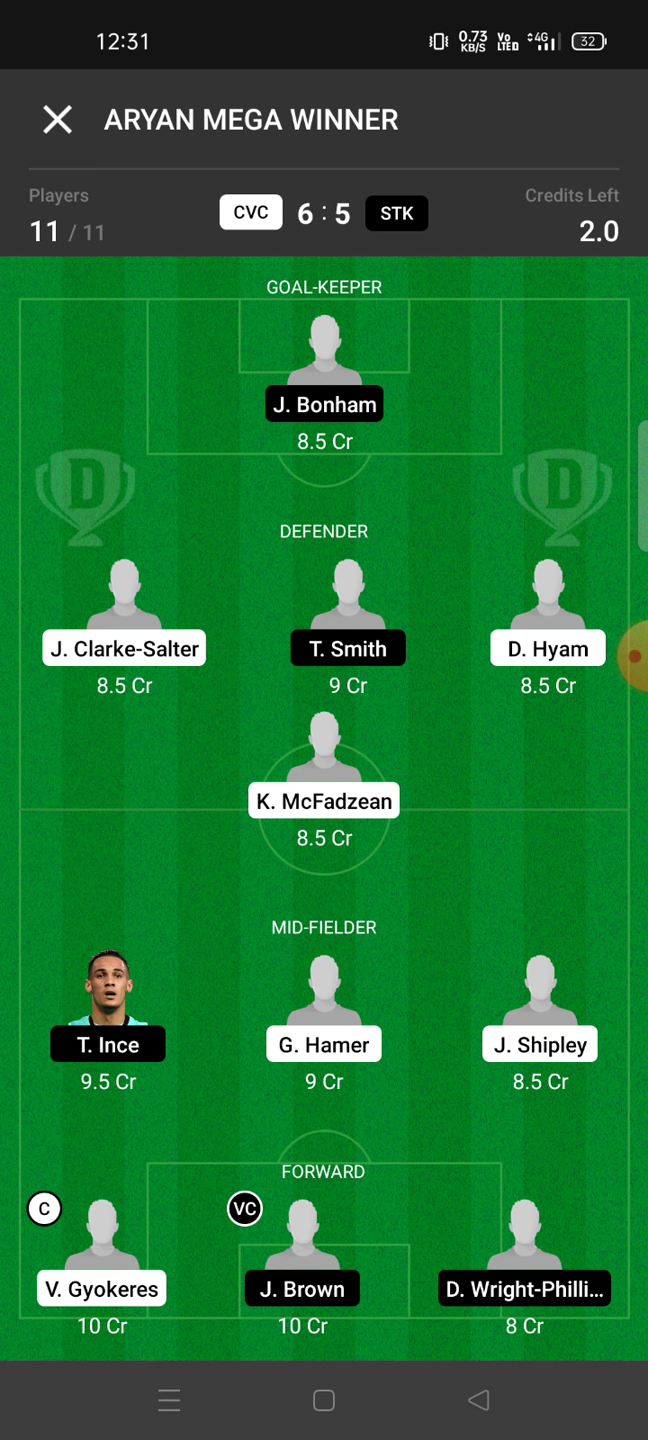 12:31
0.73 KB/S Vo LTE 4G 32
ARYAN MEGA WINNER
Players
Credits Left
11 / 11
CVC 6 : 5 STK
2.0
GOAL-KEEPER
J. Bonham
8.5 Cr
D
D
DEFENDER
J. Clarke-Salter
T. Smith
D. Hyam
8.5 Cr
9 Cr
8.5 Cr
K. McFadzean
8.5 Cr
MID-FIELDER
T. Ince
G. Hamer
J. Shipley
9.5 Cr
9 Cr
8.5 Cr
FORWARD
C
VC
V. Gyokeres
J. Brown
D. Wright-Philli...
10 Cr
10 Cr
8 Cr